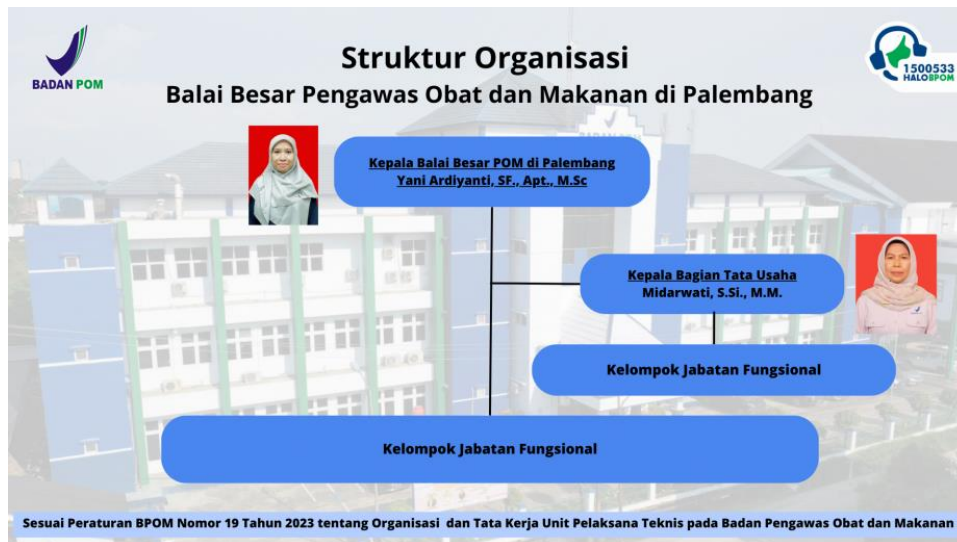 BADAN POM
Struktur Organisasi
Balai Besar Pengawas Obat dan Makanan di Palembang
1500533
HALOBPOM
BADAN POM
Kepala Balai Besar POM di Palembang
Yani Ardiyanti, SF., Apt., M.Sc
Kepala Bagian Tata Usaha
Midarwati, S.Si., M.M.
Kelompok Jabatan Fungsional
Kelompok Jabatan Fungsional
Sesuai Peraturan BPOM Nomor 19 Tahun 2023 tentang Organisasi dan Tata Kerja Unit Pelaksana Teknis pada Badan Pengawas Obat dan Makanan